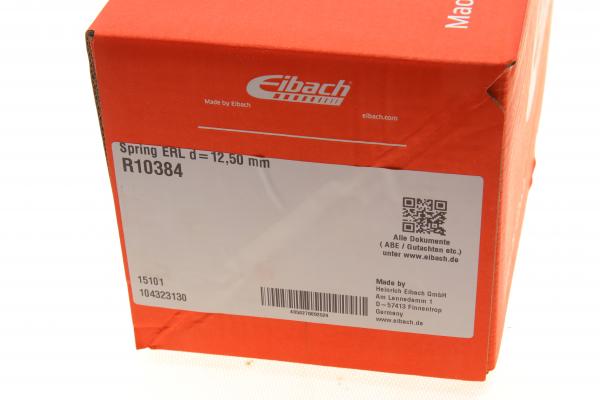 Mac
Eibach
Made by Eibach
eibach.com
Spring ERL d=12,50 mm
R10384
Alle Dokumente
( ABE / Gutachten etc.)
unter www.eibach.de
15101
104323130
Made by
Heinrich Eibach GmbH
Am Lennedamm 1
D-57413 Finnentrop
Germany
www.eibach.de